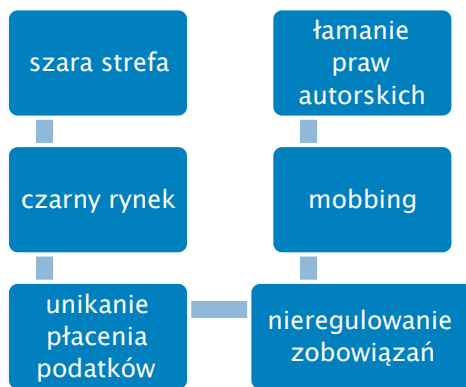 szara strefa
czarny rynek
unikanie
płacenia
podatków
nieregulowanie
zobowiązań
mobbing
łamanie
praw
autorskich